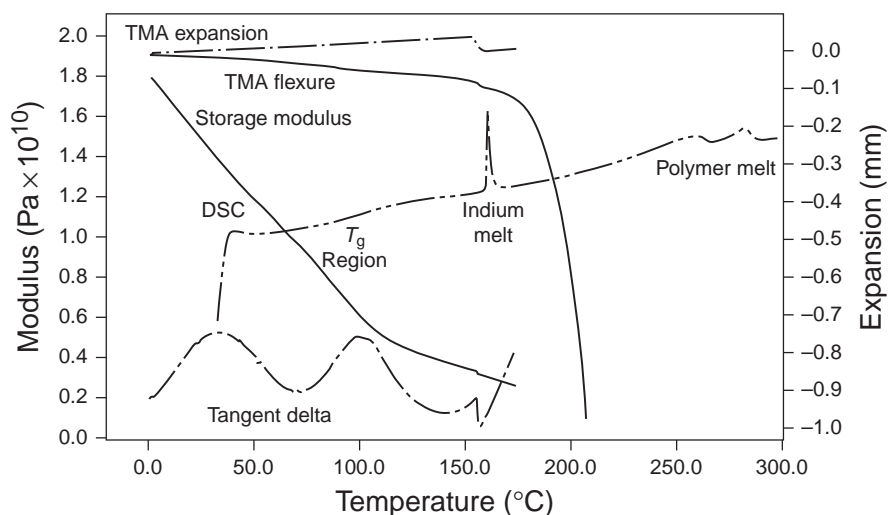 TMA expansion
TMA flexure
Storage modulus
DSC
Tg
Region
Indium
melt
Polymer melt
Tangent delta
Modulus (Pa × 10¹⁰)
2.0
1.8
1.6
1.4
1.2
1.0
0.8
0.6
0.4
0.2
0.0
0.0
–0.1
–0.2
–0.3
–0.4
–0.5
–0.6
–0.7
–0.8
–0.9
–1.0
Expansion (mm)
0.0 50.0 100.0 150.0 200.0 250.0 300.0
Temperature (°C)